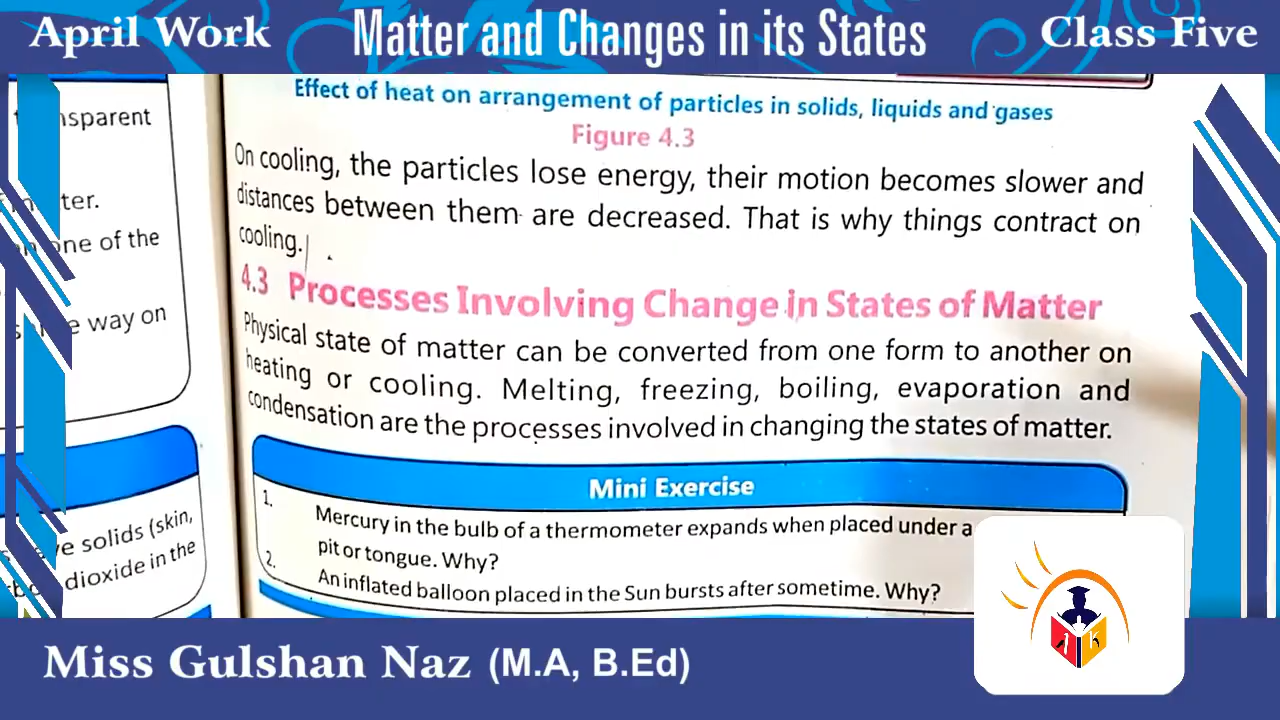 April Work
Matter and Changes in its States
Class Five
nsparent
ter.
one of the
way on
ve solids (skin,
dioxide in the
Effect of heat on arrangement of particles in solids, liquids and gases
Figure 4.3
On cooling, the particles lose energy, their motion becomes slower and
distances between them are decreased. That is why things contract on
cooling.
4.3 Processes Involving Change in States of Matter
Physical state of matter can be converted from one form to another on
heating or cooling. Melting, freezing, boiling, evaporation and
condensation are the processes involved in changing the states of matter.
Mini Exercise
1. Mercury in the bulb of a thermometer expands when placed under a
pit or tongue. Why?
2. An inflated balloon placed in the Sun bursts after sometime. Why?
Miss Gulshan Naz (M.A, B.Ed)